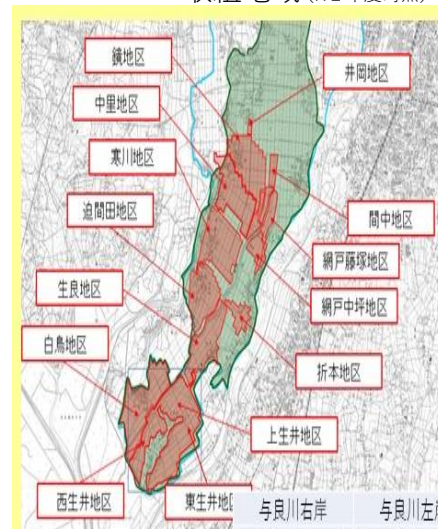 鏡地区
井岡地区
中里地区
寒川地区
間中地区
迫間田地区
網戸藤塚地区
網戸中坪地区
生良地区
折本地区
白鳥地区
上生井地区
西生井地区
東生井地区
与良川右岸 与良川左岸